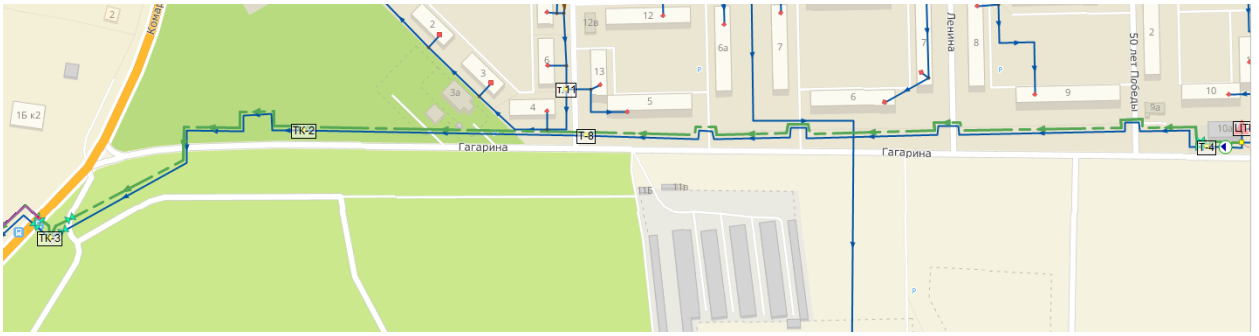 2
Комар
1Б к2
ТК-2
ТК-3
2
3
3а
4
6
т.11
12в
12
13
5
Т-8
Гагарина
11Б
11в
6а
7
Р
6
7
Ленина
8
Р
9
Гагарина
Р
50 лет Победы
2
9а
10
10а
ЦТП
Т-4